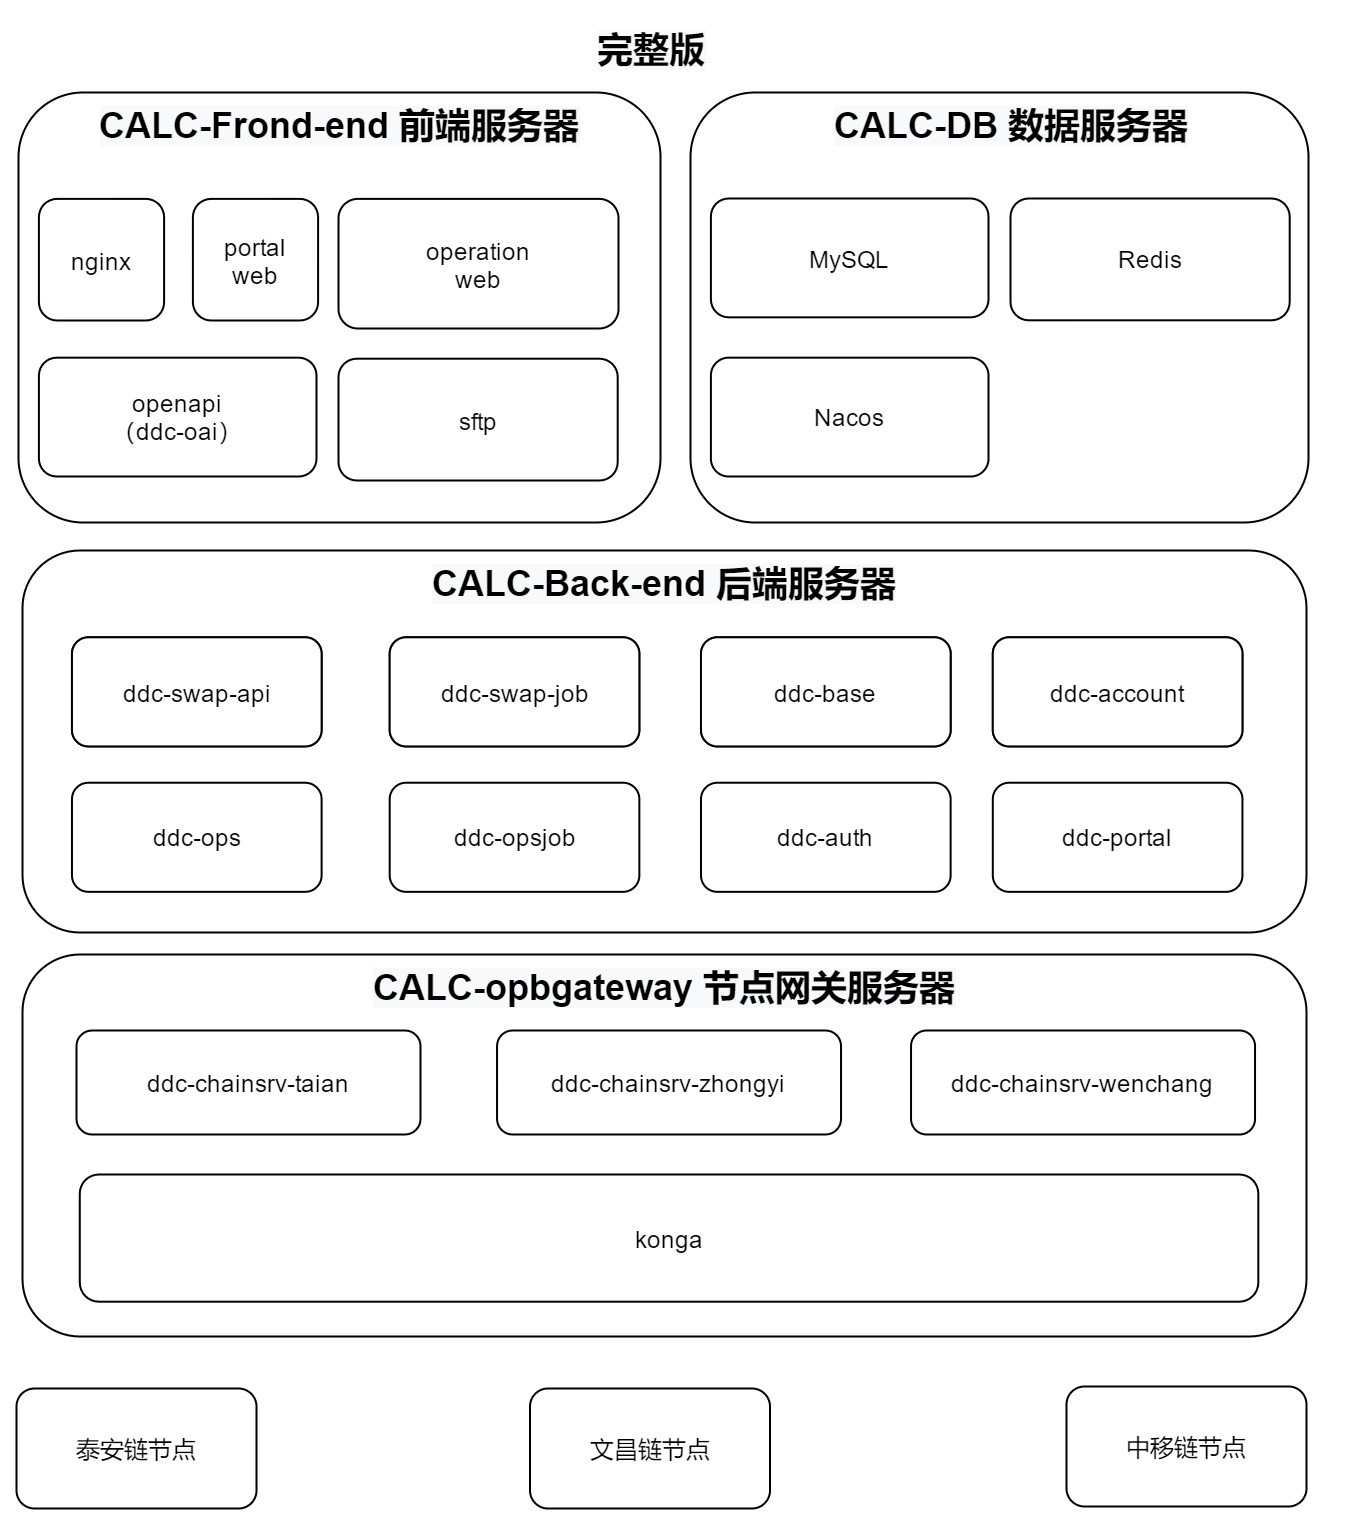 完整版
CALC-Frond-end 前端服务器
nginx
portal
web
operation
web
openapi
（ddc-oai）
sftp
CALC-DB 数据服务器
MySQL
Redis
Nacos
CALC-Back-end 后端服务器
ddc-swap-api
ddc-swap-job
ddc-base
ddc-account
ddc-ops
ddc-opsjob
ddc-auth
ddc-portal
CALC-opbgateway 节点网关服务器
ddc-chainsrv-taian
ddc-chainsrv-zhongyi
ddc-chainsrv-wenchang
konga
泰安链节点
文昌链节点
中移链节点